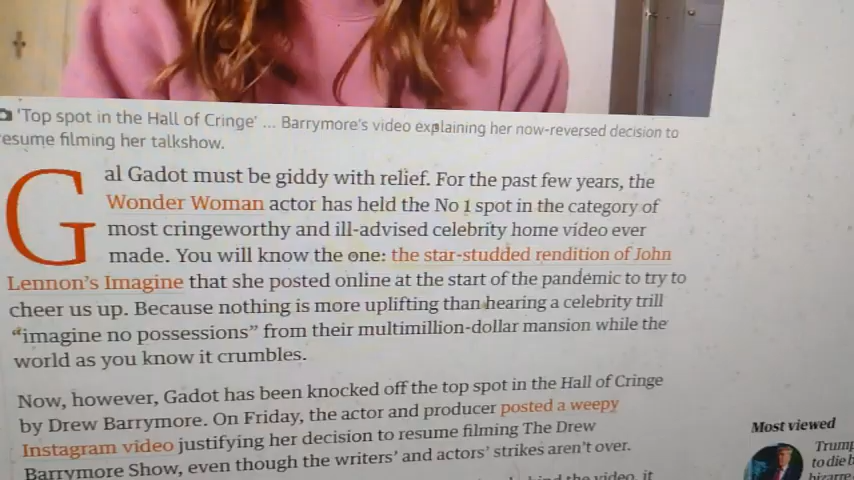 'Top spot in the Hall of Cringe' ... Barrymore's video explaining her now-reversed decision to
resume filming her talkshow.
Gal Gadot must be giddy with relief. For the past few years, the
Wonder Woman actor has held the No 1 spot in the category of
most cringeworthy and ill-advised celebrity home video ever
made. You will know the one: the star-studded rendition of John
Lennon's Imagine that she posted online at the start of the pandemic to try to
cheer us up. Because nothing is more uplifting than hearing a celebrity trill
“imagine no possessions” from their multimillion-dollar mansion while the
world as you know it crumbles.
Now, however, Gadot has been knocked off the top spot in the Hall of Cringe
by Drew Barrymore. On Friday, the actor and producer posted a weepy
Instagram video justifying her decision to resume filming The Drew
Barrymore Show, even though the writers' and actors' strikes aren't over.
the video, it
Most viewed
Trump
to die b
bizarre